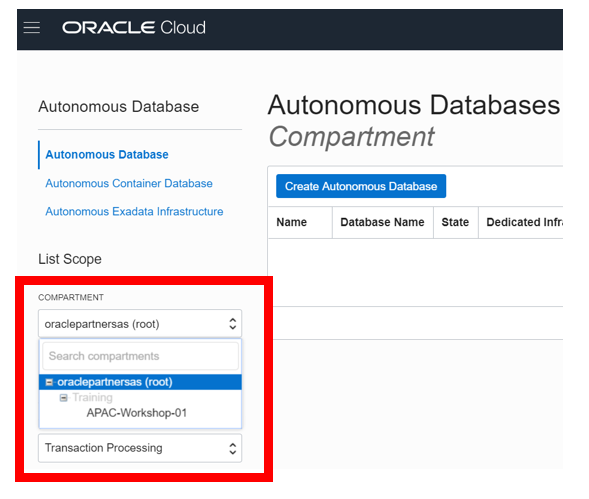 ORACLE Cloud
Autonomous Database
Autonomous Database
Autonomous Container Database
Autonomous Exadata Infrastructure
List Scope
COMPARTMENT
oraclepartnersas (root)
Search compartments
oraclepartnersas (root)
Training
APAC-Workshop-01
Transaction Processing
Autonomous Databases
Compartment
Create Autonomous Database
Name Database Name State Dedicated Infr